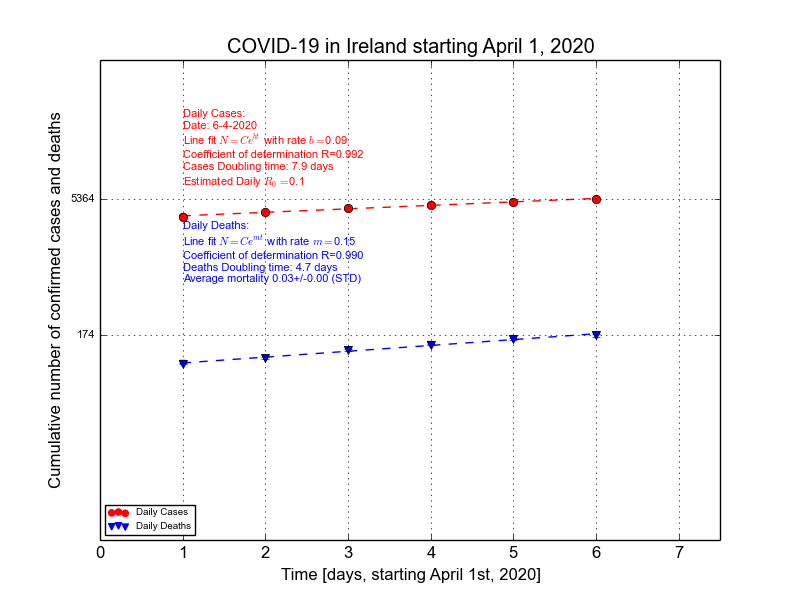 COVID-19 in Ireland starting April 1, 2020
Cumulative number of confirmed cases and deaths
Daily Cases:
Date: 6-4-2020
Line fit N=Ce^{bt} with rate b=0.09
Coefficient of determination R=0.992
Cases Doubling time: 7.9 days
Estimated Daily R_0=0.1
5364
Daily Deaths:
Line fit N=Ce^{mt} with rate m=0.15
Coefficient of determination R=0.990
Deaths Doubling time: 4.7 days
Average mortality 0.03+/-0.00 (STD)
174
Daily Cases
Daily Deaths
0 1 2 3 4 5 6 7
Time [days, starting April 1st, 2020]